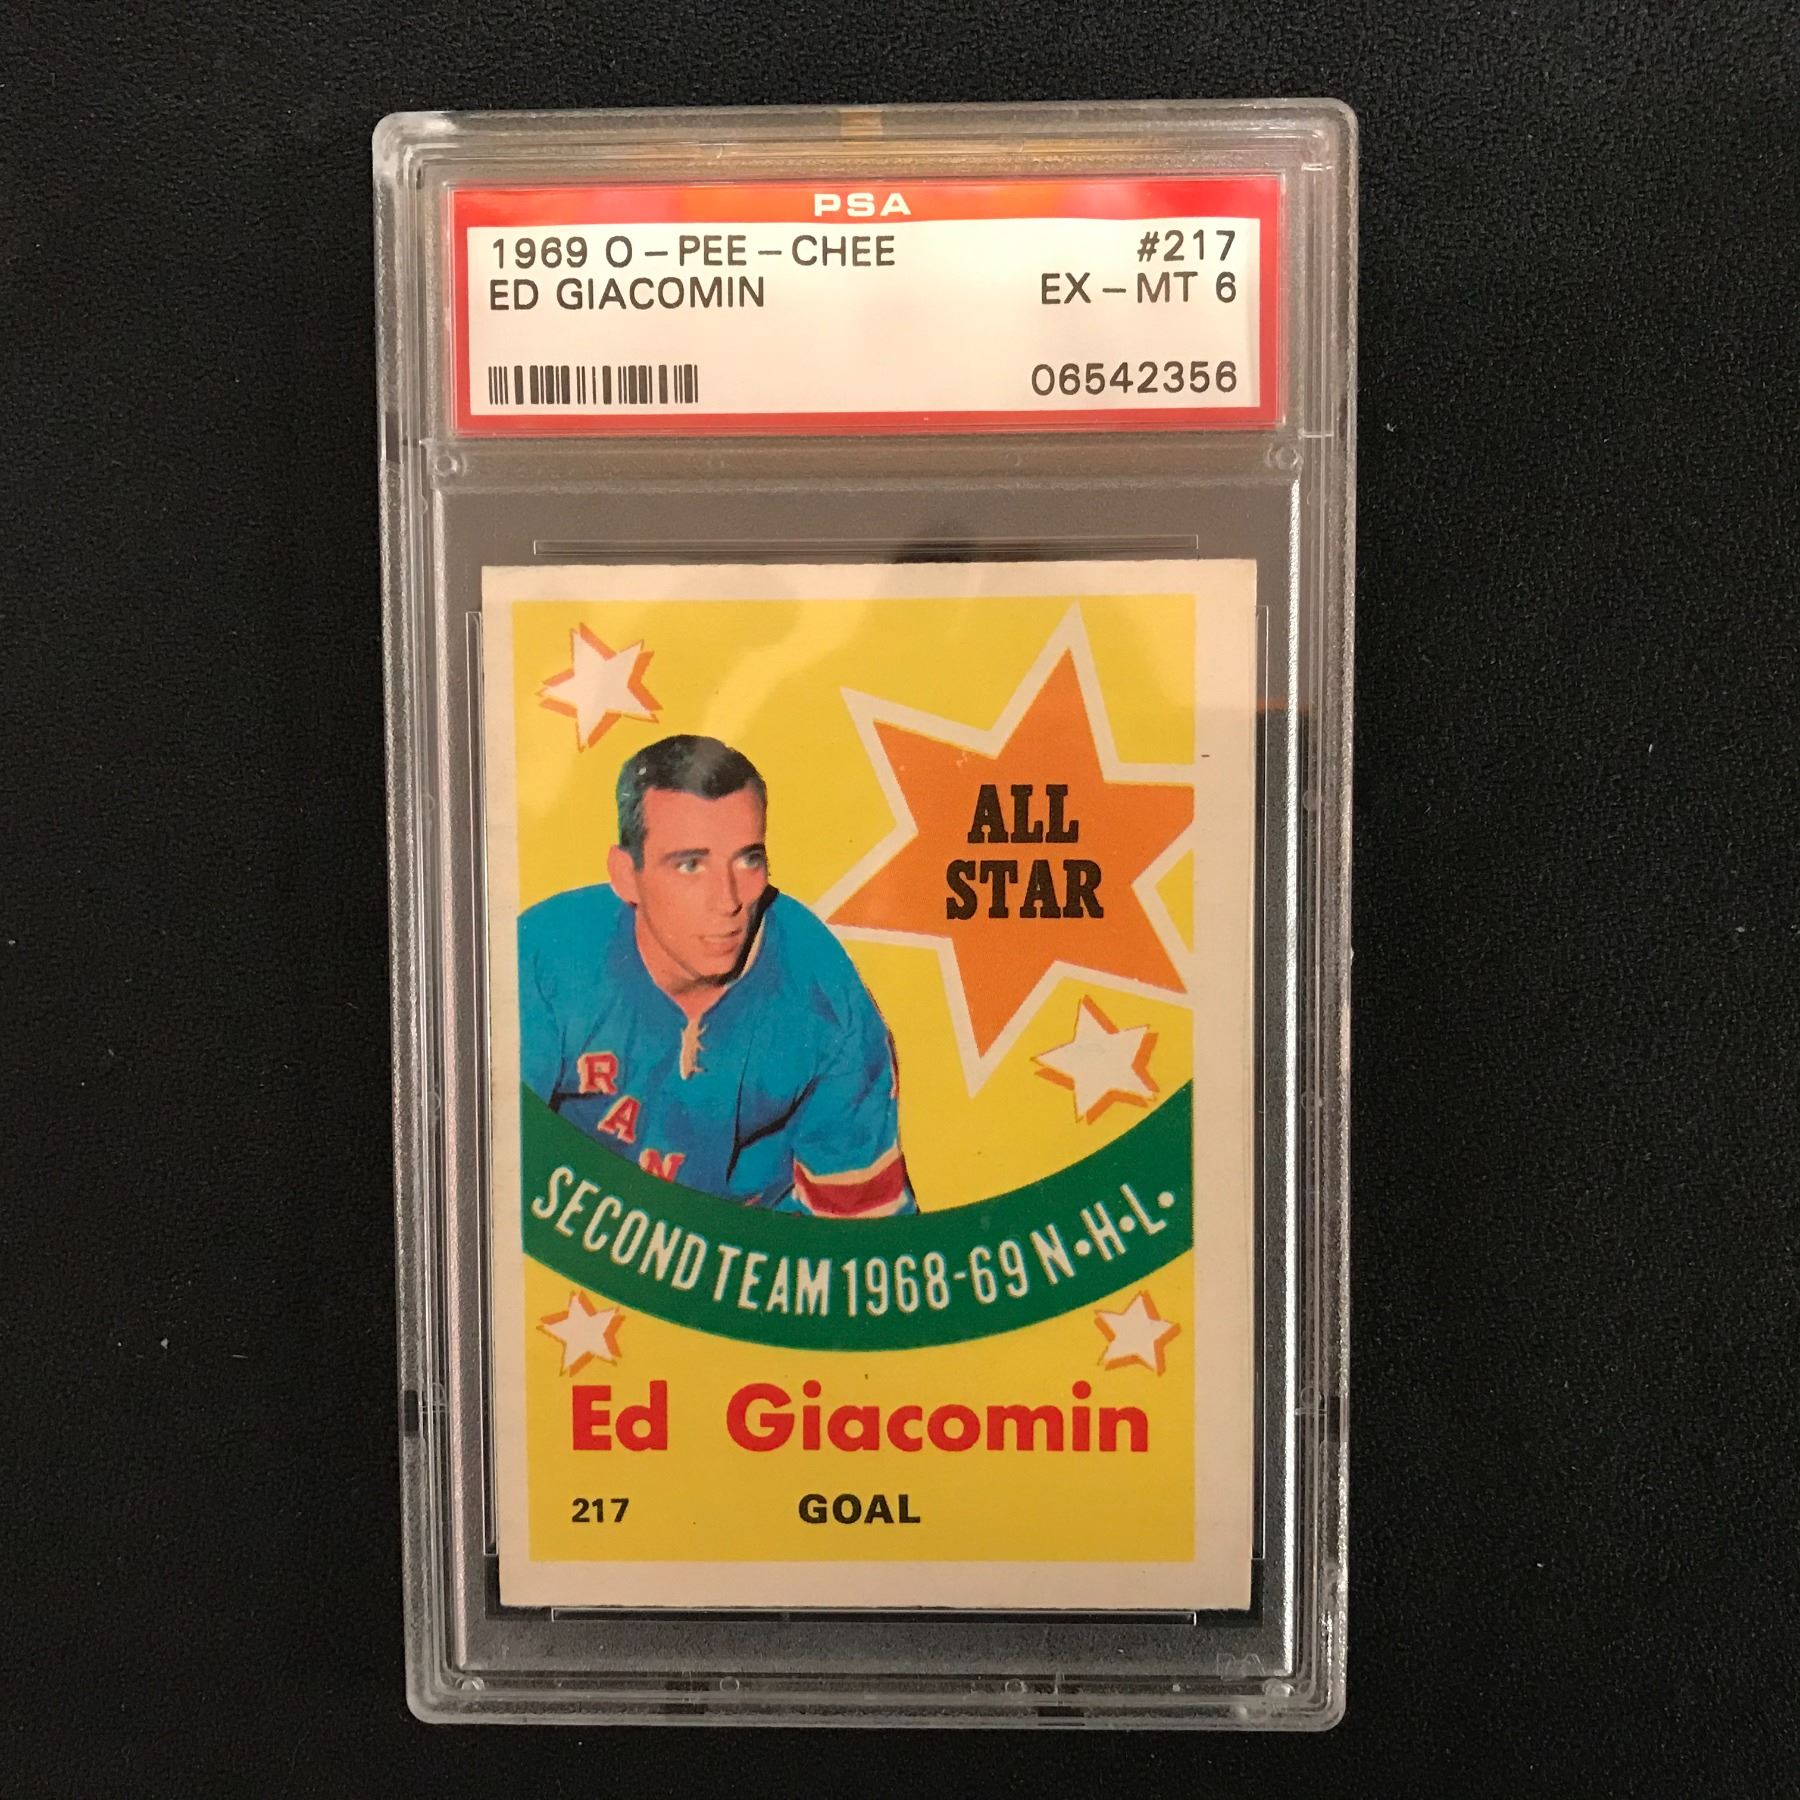 PSA
1969 O-PEE-CHEE #217
ED GIACOMIN EX-MT 6
06542356
ALL
STAR
RAN
SECOND TEAM 1968-69 N·H·L·
Ed Giacomin
217 GOAL